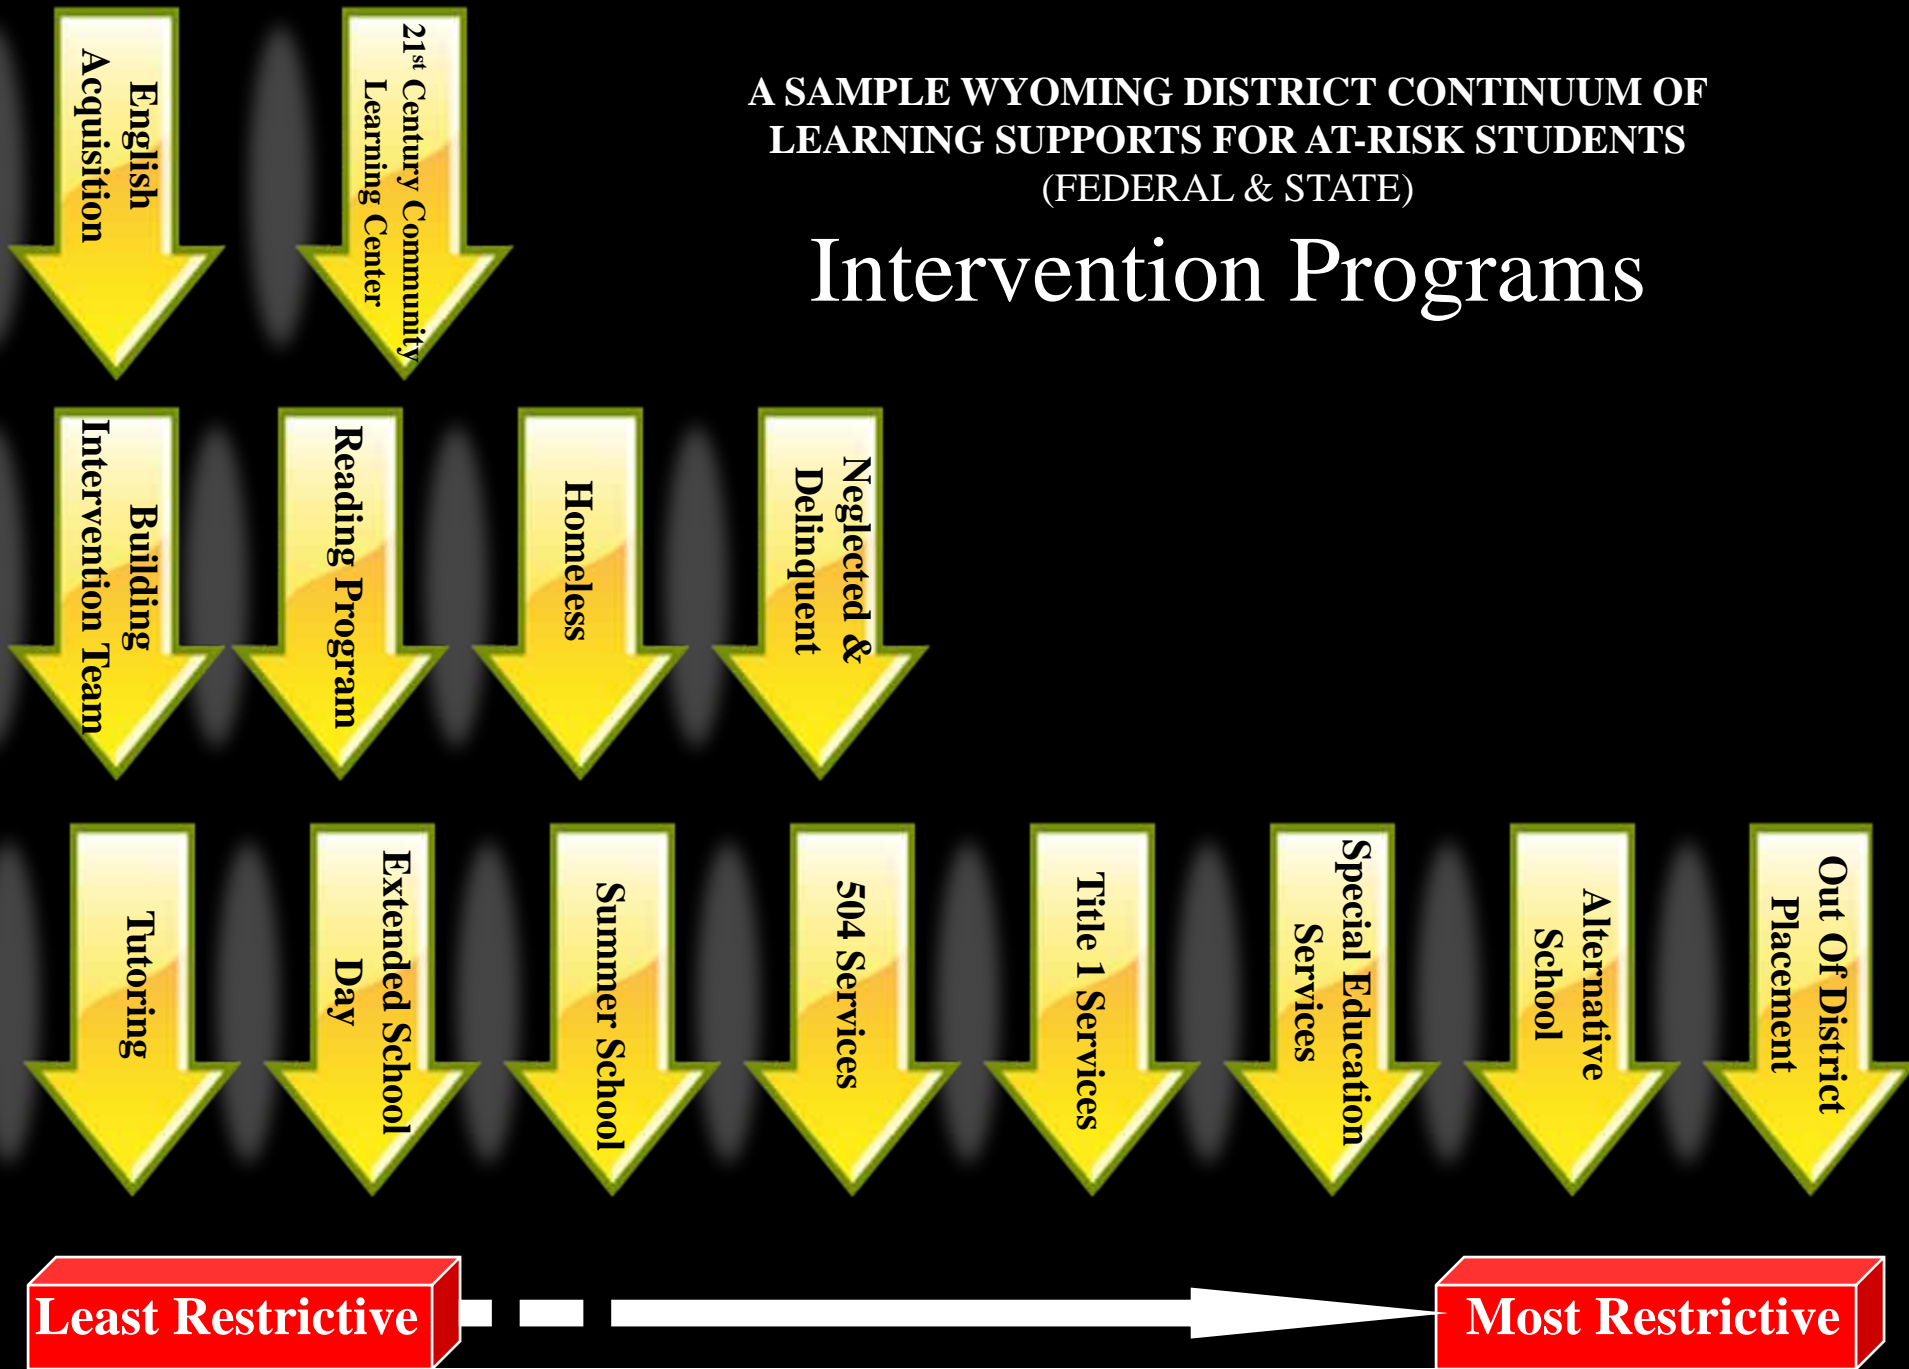 A SAMPLE WYOMING DISTRICT CONTINUUM OF
LEARNING SUPPORTS FOR AT-RISK STUDENTS
(FEDERAL & STATE)
Intervention Programs
English
Acquisition
21st Century Community
Learning Center
Building
Intervention Team
Reading Program
Homeless
Neglected &
Delinquent
Tutoring
Extended School
Day
Summer School
504 Services
Title 1 Services
Special Education
Services
Alternative
School
Out Of District
Placement
Least Restrictive
Most Restrictive